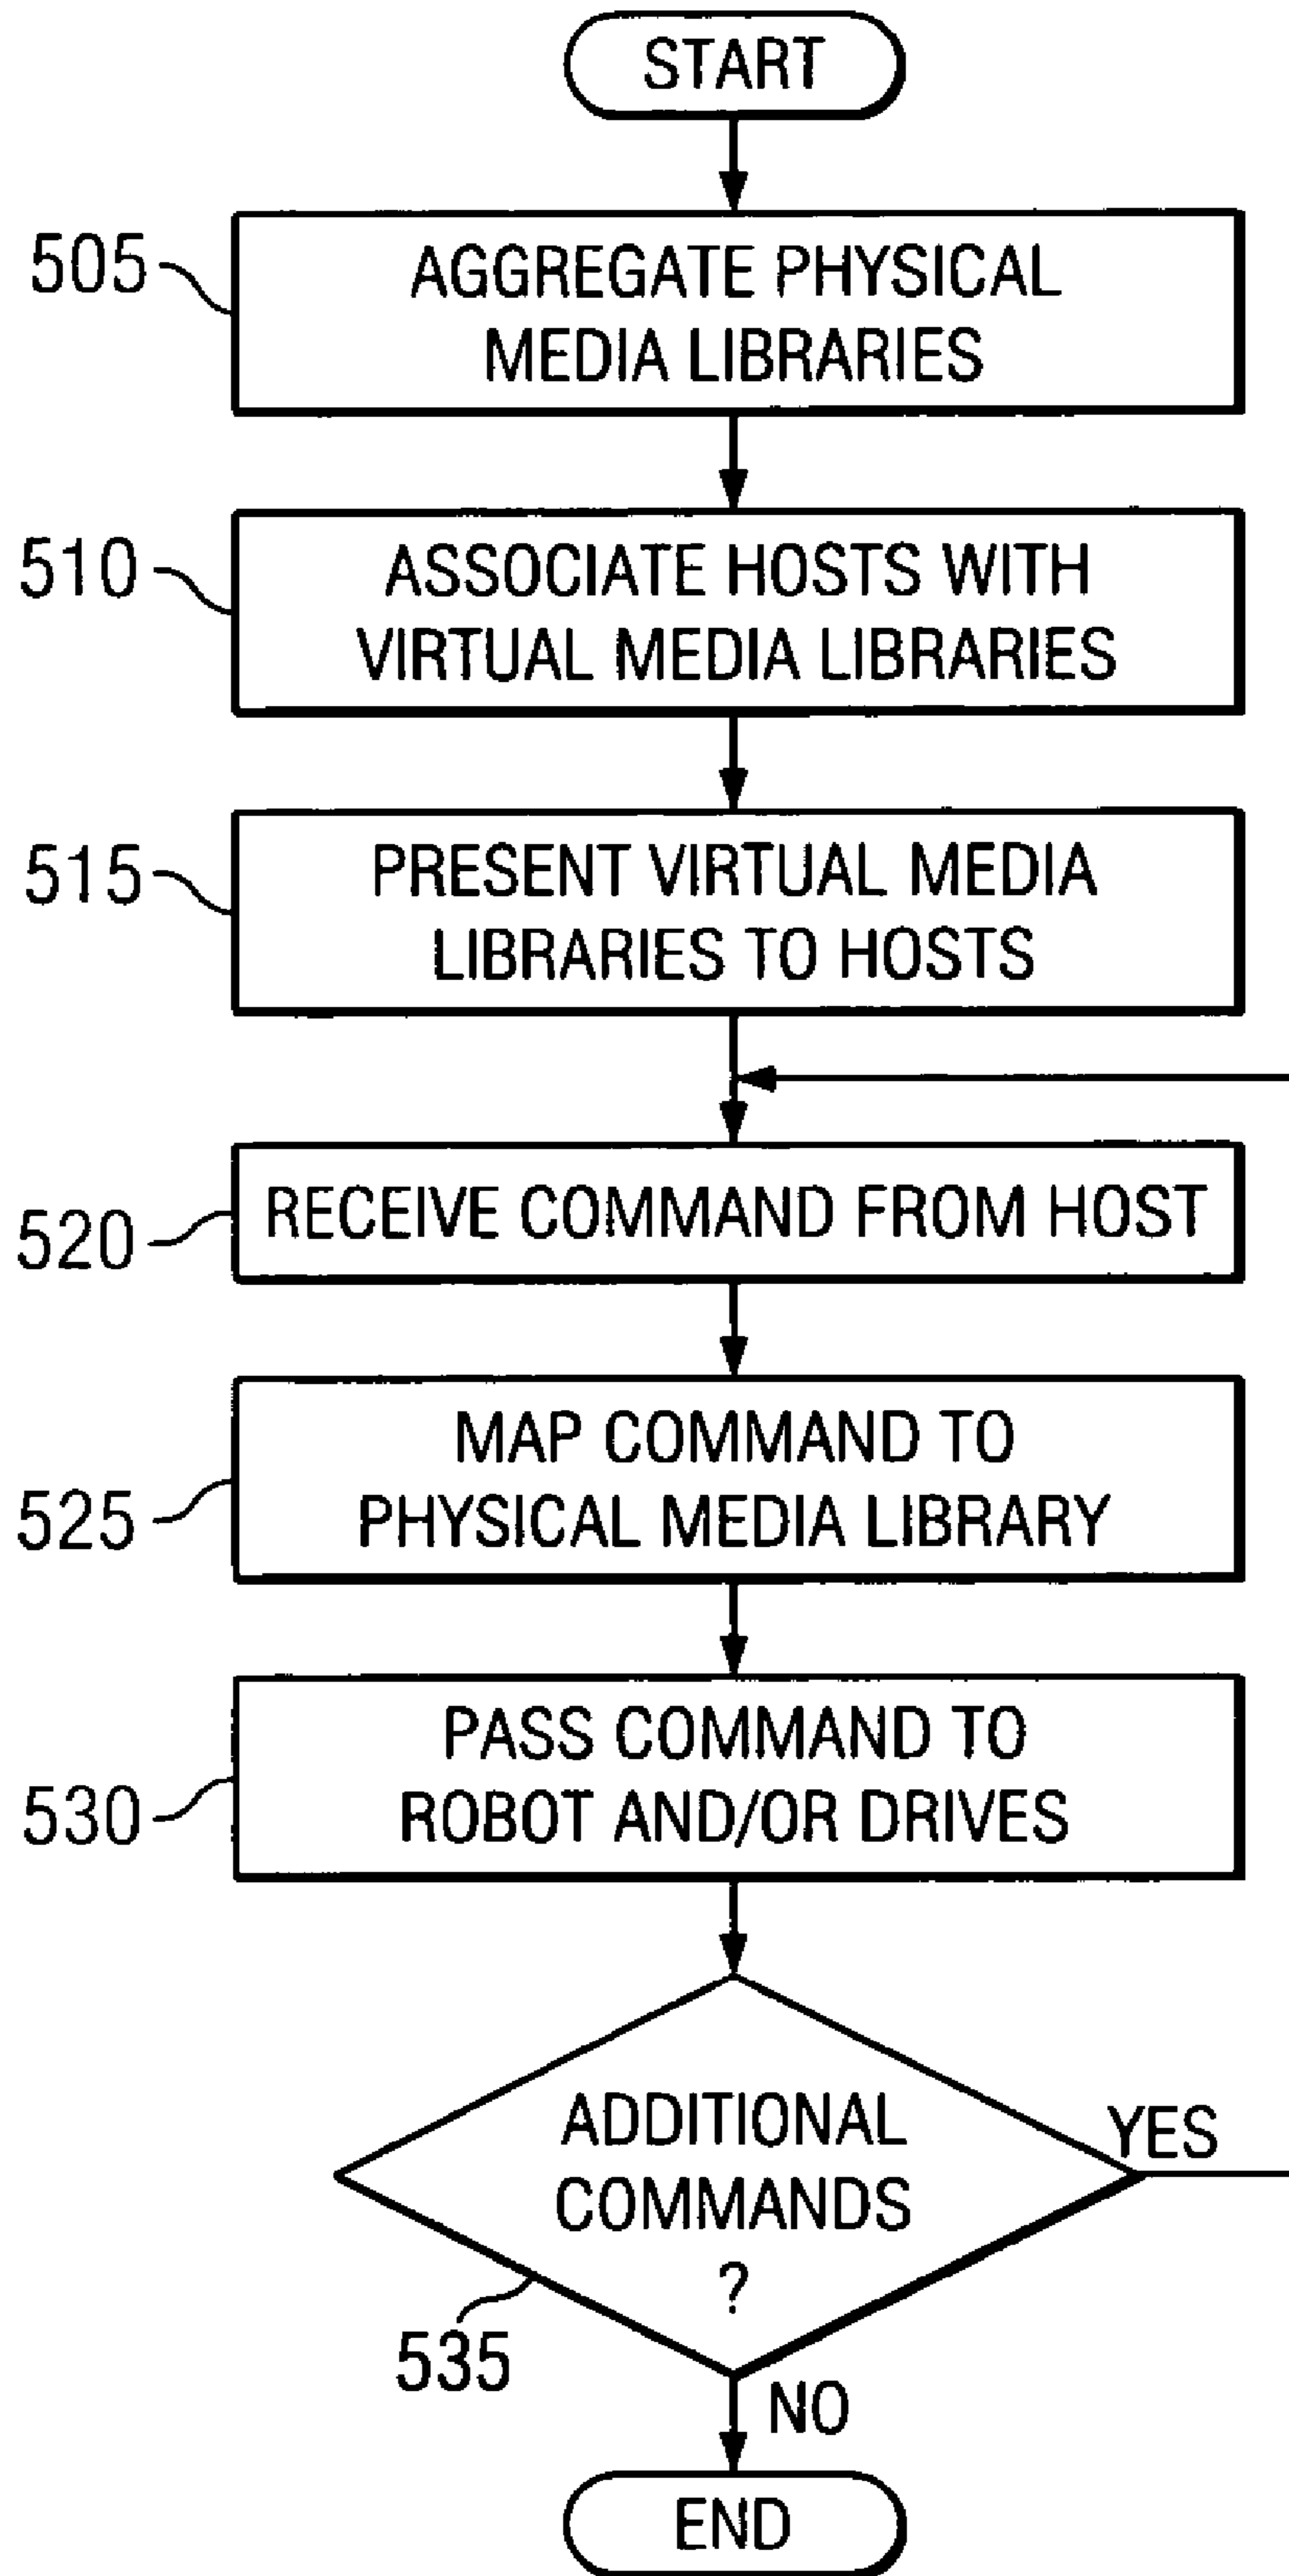 START
505
AGGREGATE PHYSICAL
MEDIA LIBRARIES
510
ASSOCIATE HOSTS WITH
VIRTUAL MEDIA LIBRARIES
515
PRESENT VIRTUAL MEDIA
LIBRARIES TO HOSTS
520
RECEIVE COMMAND FROM HOST
525
MAP COMMAND TO
PHYSICAL MEDIA LIBRARY
530
PASS COMMAND TO
ROBOT AND/OR DRIVES
ADDITIONAL
COMMANDS
?
YES
535
NO
END